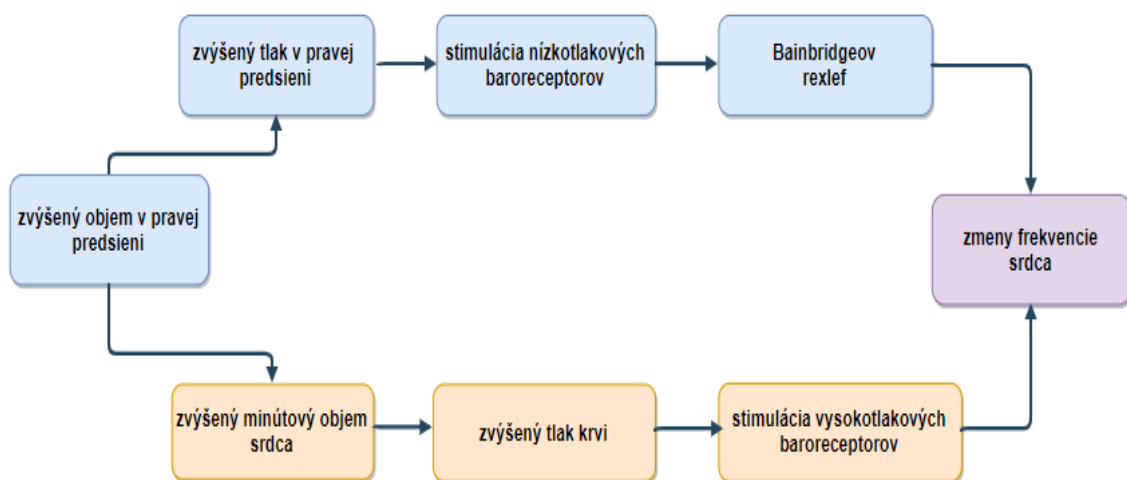 zvýšený tlak v pravej
predsieni
stimulácia nízkotlakových
baroreceptorov
Bainbridgeov
rexlef
zvýšený objem v pravej
predsieni
zmeny frekvencie
srdca
zvýšený minútový objem
srdca
zvýšený tlak krvi
stimulácia vysokotlakových
baroreceptorov